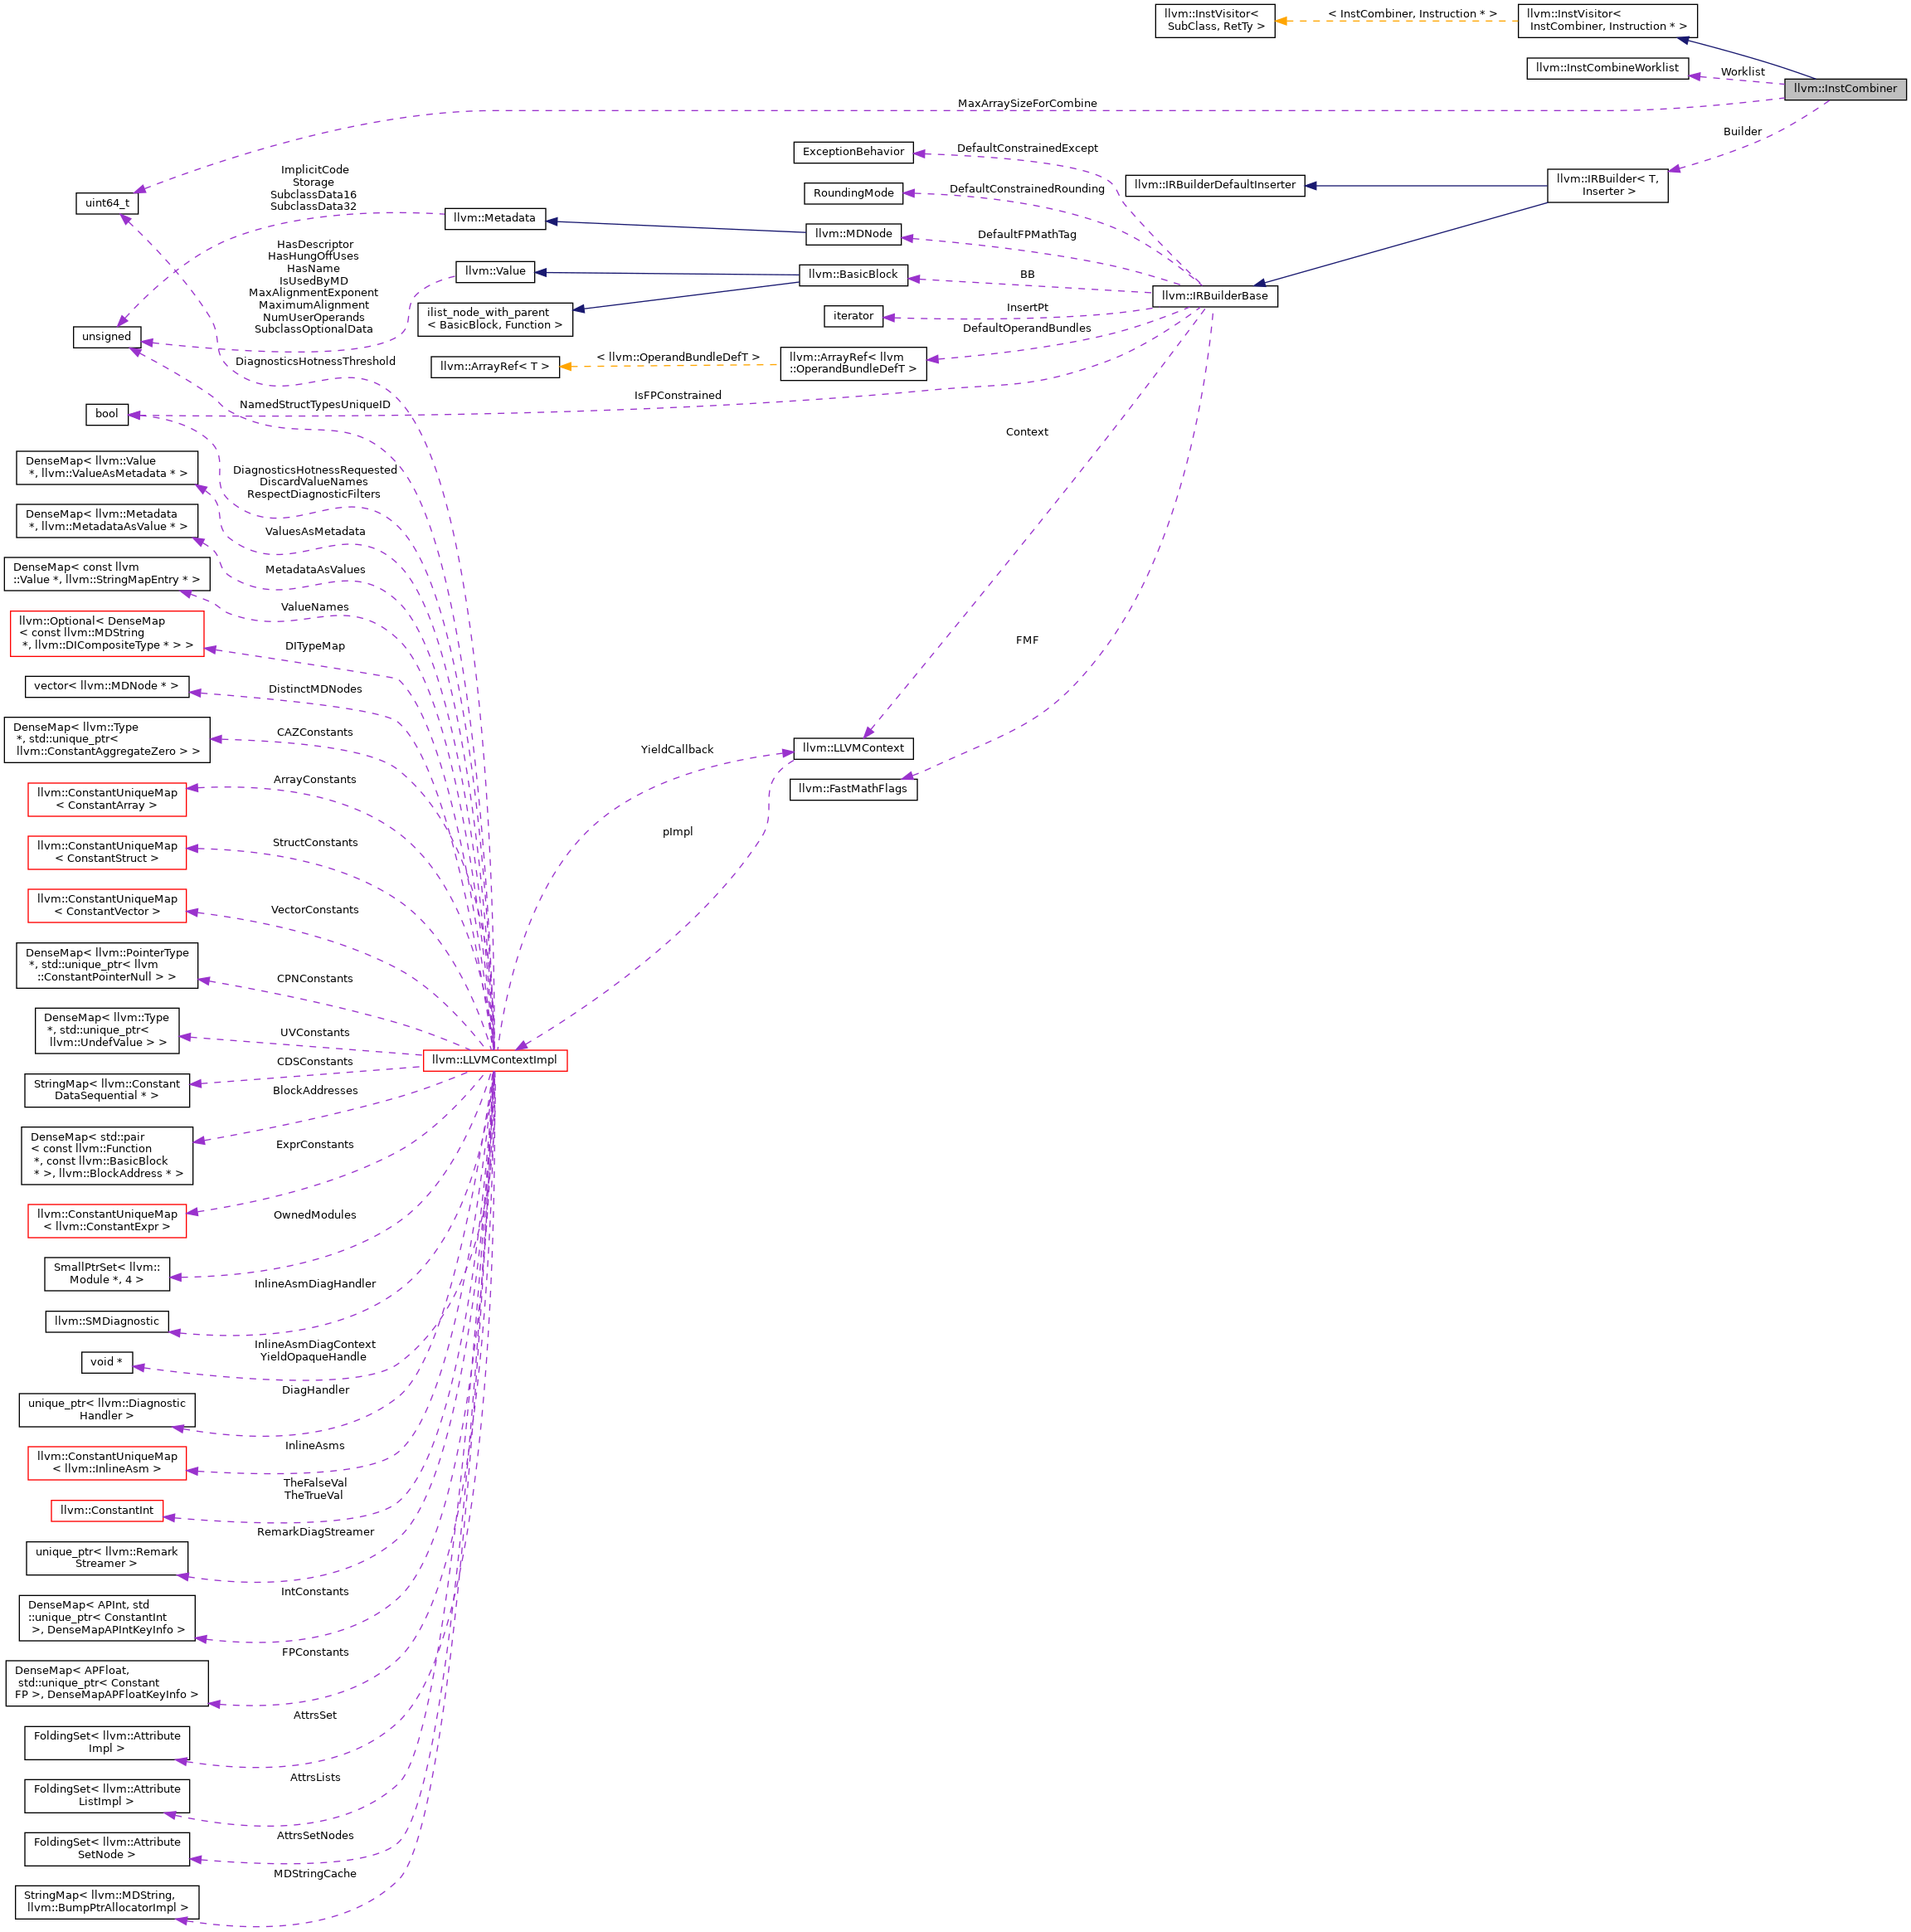 llvm::InstVisitor<
SubClass, RetTy >
< InstCombiner, Instruction * >
llvm::InstVisitor<
InstCombiner, Instruction * >
llvm::InstCombineWorklist
Worklist
llvm::InstCombiner
MaxArraySizeForCombine
Builder
ExceptionBehavior
DefaultConstrainedExcept
llvm::IRBuilderDefaultInserter
llvm::IRBuilder< T,
Inserter >
RoundingMode
DefaultConstrainedRounding
uint64_t
ImplicitCode
Storage
SubclassData16
SubclassData32
llvm::Metadata
llvm::MDNode
DefaultFPMathTag
HasDescriptor
HasHungOffUses
HasName
IsUsedByMD
MaxAlignmentExponent
MaximumAlignment
NumUserOperands
SubclassOptionalData
llvm::Value
llvm::BasicBlock
BB
llvm::IRBuilderBase
ilist_node_with_parent
< BasicBlock, Function >
iterator
InsertPt
unsigned
DefaultOperandBundles
DiagnosticsHotnessThreshold
llvm::ArrayRef< T >
< llvm::OperandBundleDefT >
llvm::ArrayRef< llvm
::OperandBundleDefT >
IsFPConstrained
NamedStructTypesUniqueID
bool
Context
DenseMap< llvm::Value
*, llvm::ValueAsMetadata * >
DiagnosticsHotnessRequested
DiscardValueNames
RespectDiagnosticFilters
DenseMap< llvm::Metadata
*, llvm::MetadataAsValue * >
ValuesAsMetadata
DenseMap< const llvm
::Value *, llvm::StringMapEntry * >
MetadataAsValues
ValueNames
llvm::Optional< DenseMap
< const llvm::MDString
*, llvm::DICompositeType * > >
DITypeMap
FMF
vector< llvm::MDNode * >
DistinctMDNodes
DenseMap< llvm::Type
*, std::unique_ptr<
llvm::ConstantAggregateZero > >
CAZConstants
YieldCallback
llvm::LLVMContext
llvm::FastMathFlags
llvm::ConstantUniqueMap
< ConstantArray >
ArrayConstants
pImpl
llvm::ConstantUniqueMap
< ConstantStruct >
StructConstants
llvm::ConstantUniqueMap
< ConstantVector >
VectorConstants
DenseMap< llvm::PointerType
*, std::unique_ptr< llvm
::ConstantPointerNull > >
CPNConstants
DenseMap< llvm::Type
*, std::unique_ptr<
llvm::UndefValue > >
UVConstants
llvm::LLVMContextImpl
StringMap< llvm::Constant
DataSequential * >
CDSConstants
BlockAddresses
DenseMap< std::pair
< const llvm::Function
*, const llvm::BasicBlock
* >, llvm::BlockAddress * >
ExprConstants
llvm::ConstantUniqueMap
< llvm::ConstantExpr >
OwnedModules
SmallPtrSet< llvm::
Module *, 4 >
InlineAsmDiagHandler
llvm::SMDiagnostic
InlineAsmDiagContext
YieldOpaqueHandle
void *
DiagHandler
unique_ptr< llvm::Diagnostic
Handler >
InlineAsms
llvm::ConstantUniqueMap
< llvm::InlineAsm >
TheFalseVal
TheTrueVal
llvm::ConstantInt
RemarkDiagStreamer
unique_ptr< llvm::Remark
Streamer >
IntConstants
DenseMap< APInt, std
::unique_ptr< ConstantInt
>, DenseMapAPIntKeyInfo >
FPConstants
DenseMap< APFloat,
std::unique_ptr< Constant
FP >, DenseMapAPFloatKeyInfo >
AttrsSet
FoldingSet< llvm::Attribute
Impl >
AttrsLists
FoldingSet< llvm::Attribute
ListImpl >
AttrsSetNodes
FoldingSet< llvm::Attribute
SetNode >
MDStringCache
StringMap< llvm::MDString,
llvm::BumpPtrAllocatorImpl >